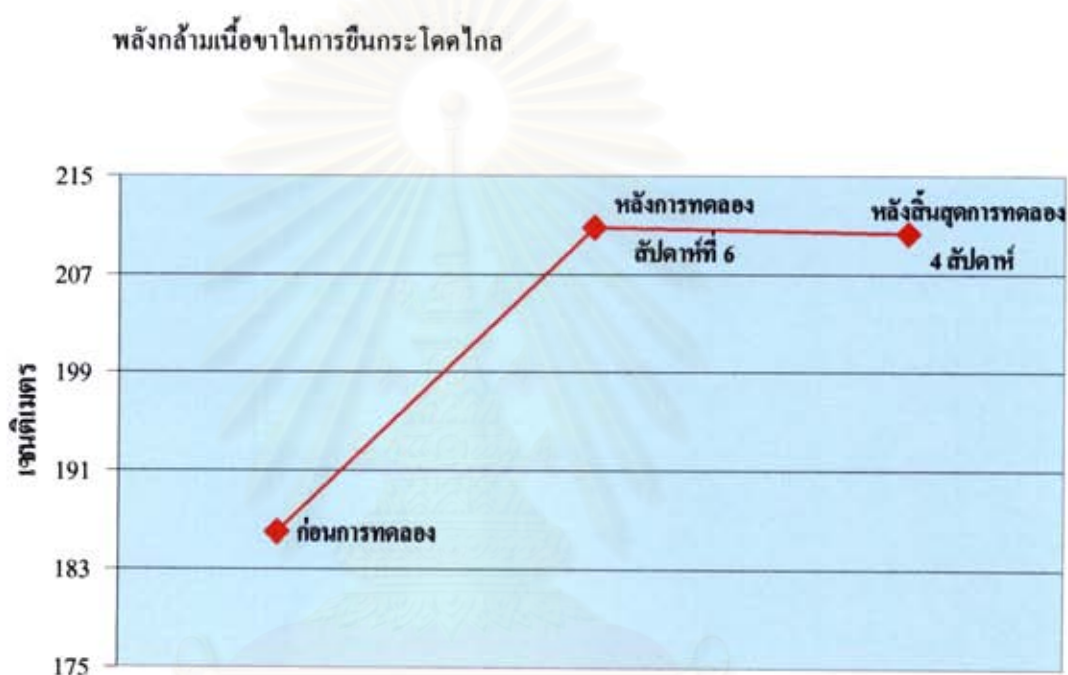 พลังกล้ามเนื้อขาในการยืนกระโดดไกล
215
หลังการทดลอง
หลังสิ้นสุดการทดลอง
สัปดาห์ที่ 6
4 สัปดาห์
207
199
เซนติเมตร
191
ก่อนการทดลอง
183
175